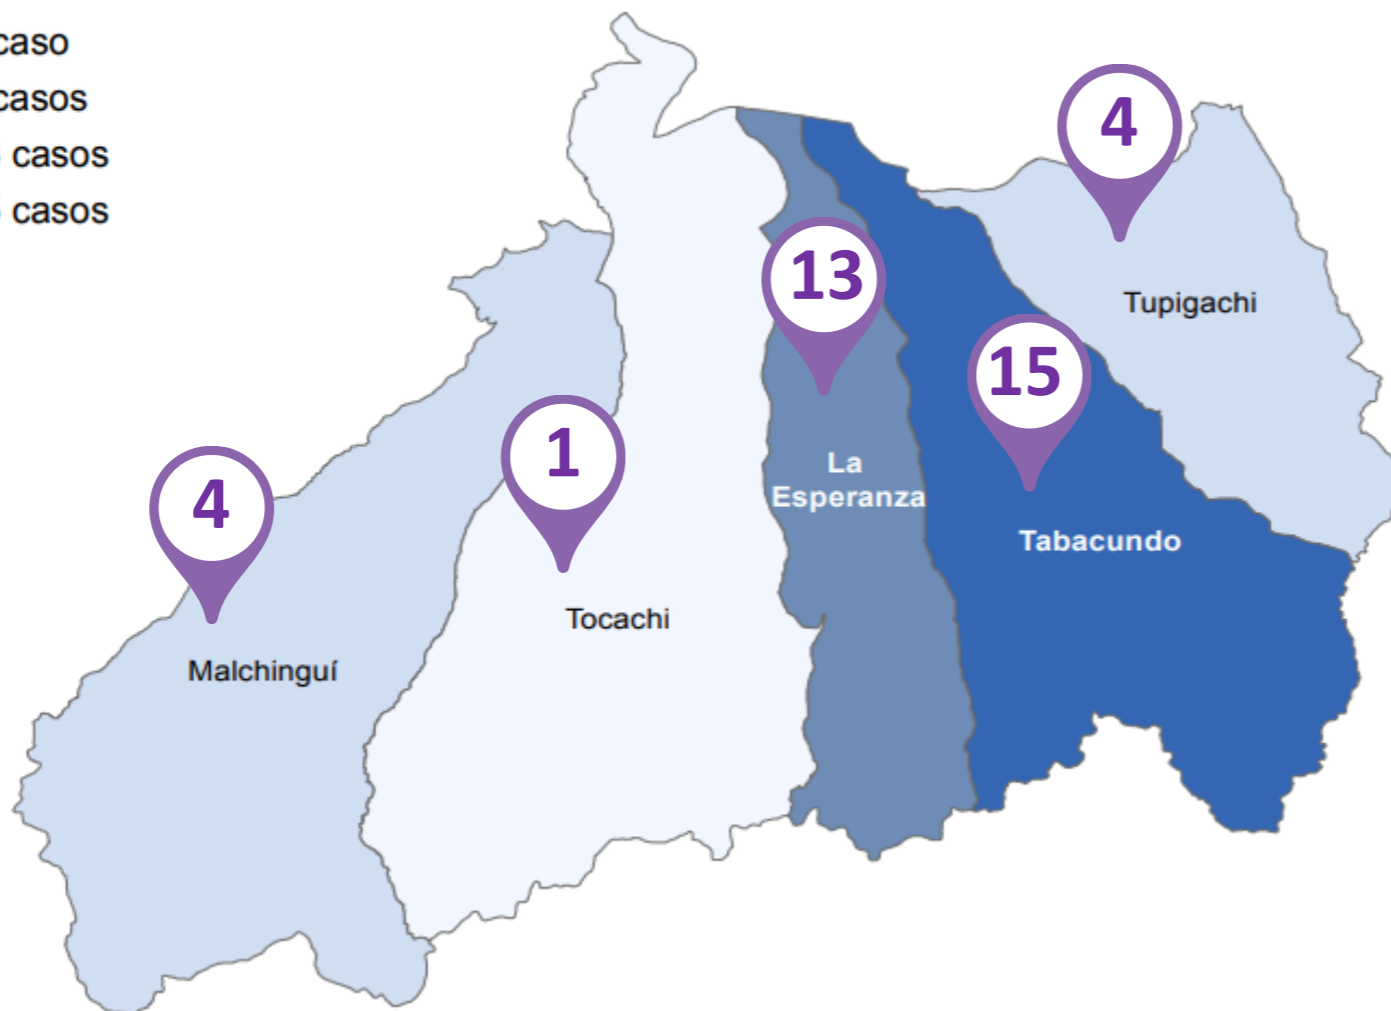 caso
casos
casos
casos
4
Tupigachi
13
15
La
Esperanza
1
Tabacundo
4
Tocachi
Malchinguí